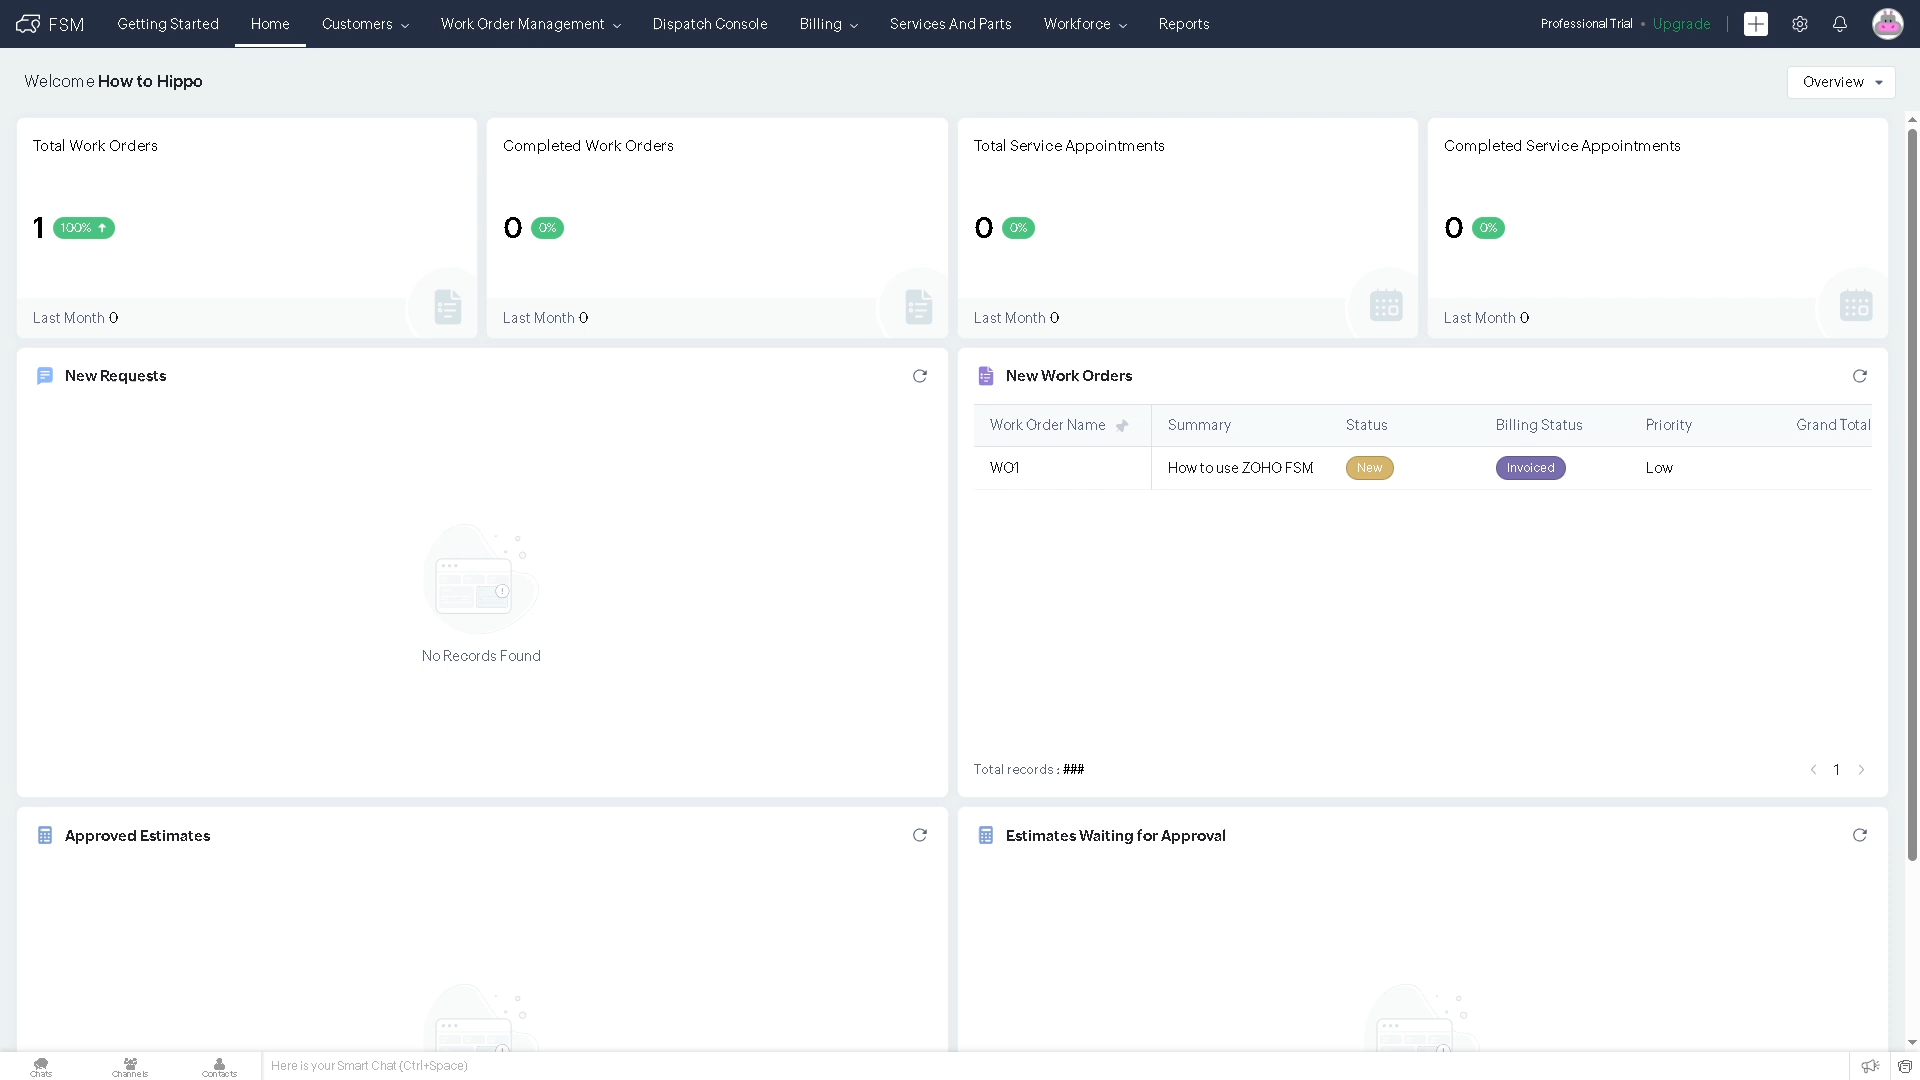 FSM
Getting Started
Home
Customers
Work Order Management
Dispatch Console
Billing
Services And Parts
Workforce
Reports
Professional Trial • Upgrade
Welcome How to Hippo
Overview
Total Work Orders
1 100%
Last Month 0
Completed Work Orders
0 0%
Last Month 0
Total Service Appointments
0 0%
Last Month 0
Completed Service Appointments
0 0%
Last Month 0
New Requests
No Records Found
New Work Orders
Work Order Name Summary Status Billing Status Priority Grand Total
WO1 How to use ZOHO FSM New Invoiced Low
Total records : ###
1
Approved Estimates
Estimates Waiting for Approval
Chats
Channels
Contacts
Here is your Smart Chat (Ctrl+Space)